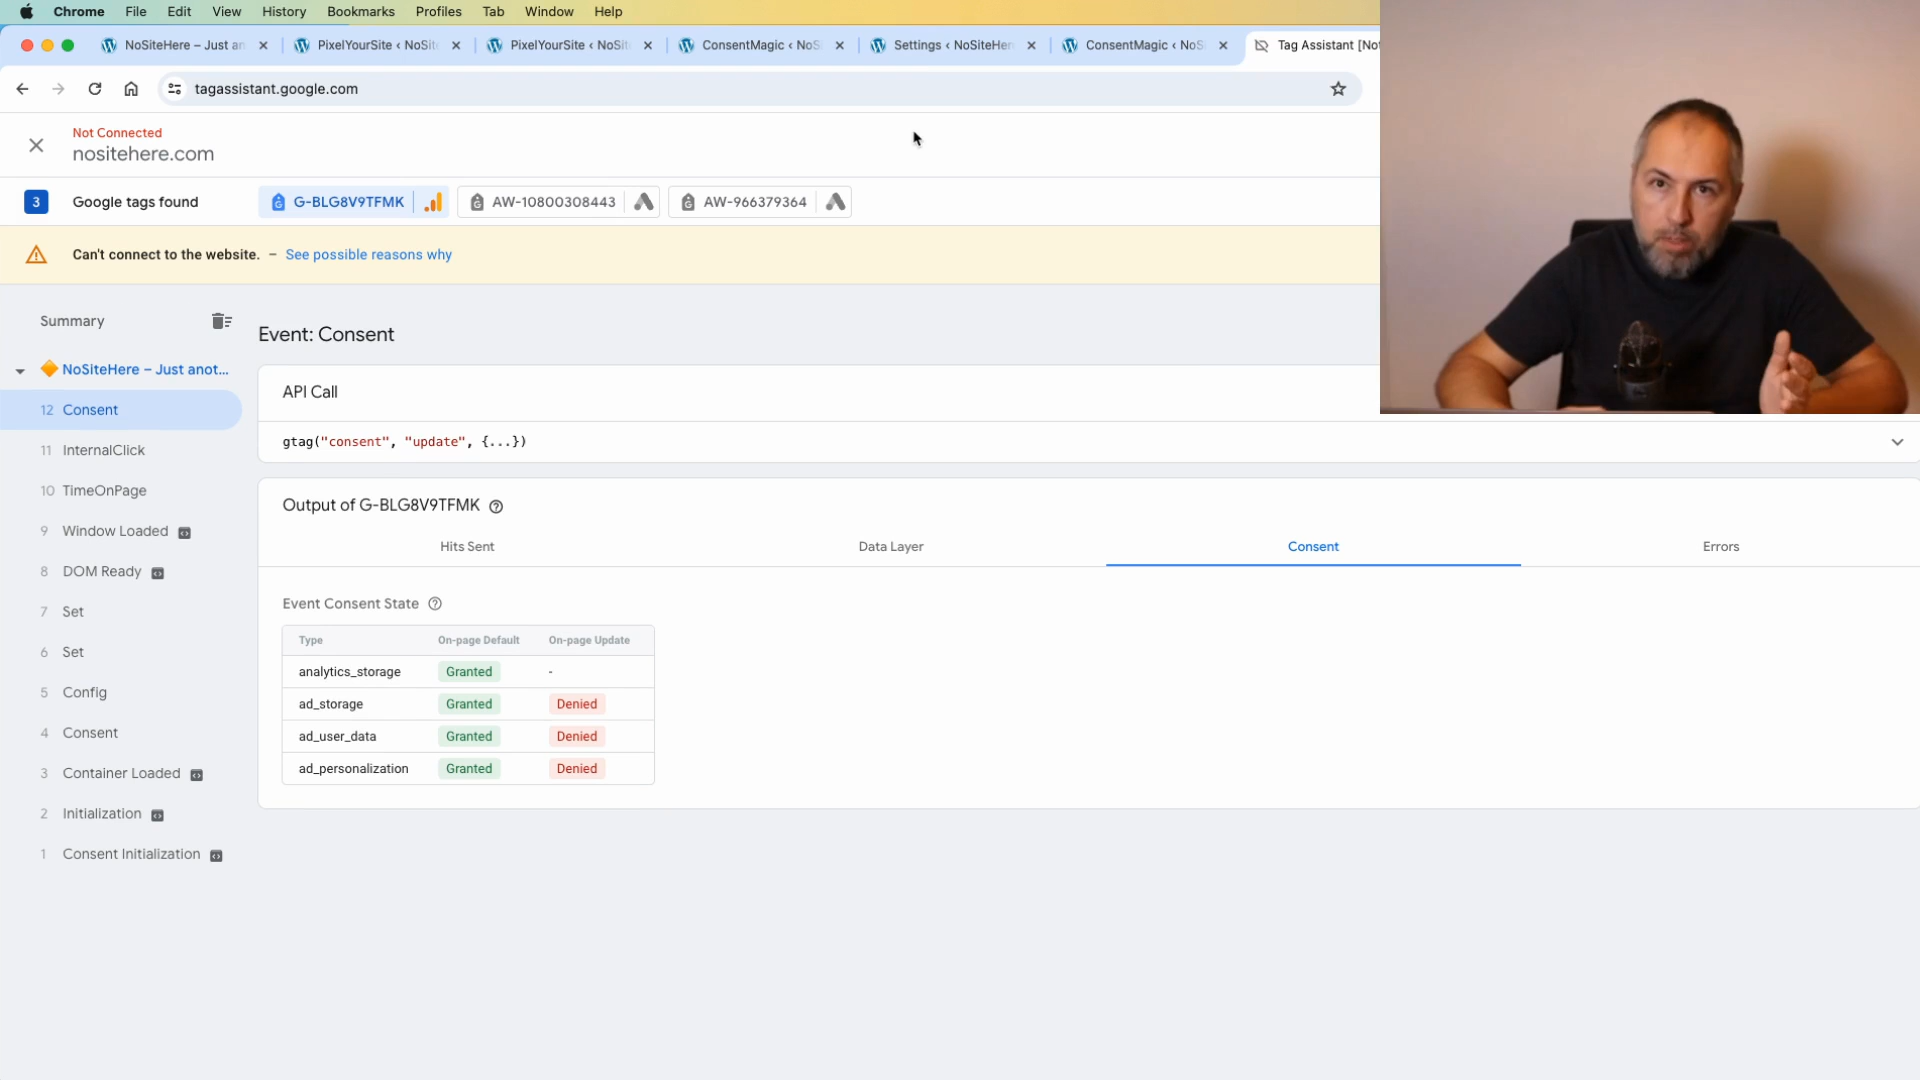 Chrome File Edit View History Bookmarks Profiles Tab Window Help
NoSiteHere – Just an
PixelYourSite ‹ NoSit
PixelYourSite ‹ NoSit
ConsentMagic ‹ NoS
Settings ‹ NoSiteHer
ConsentMagic ‹ NoS
Tag Assistant [Not
tagassistant.google.com
Not Connected
nositehere.com
3 Google tags found G-BLG8V9TFMK AW-10800308443 AW-966379364
Can't connect to the website. – See possible reasons why
Summary
NoSiteHere – Just anot...
12 Consent
11 InternalClick
10 TimeOnPage
9 Window Loaded
8 DOM Ready
7 Set
6 Set
5 Config
4 Consent
3 Container Loaded
2 Initialization
1 Consent Initialization
Event: Consent
API Call
gtag("consent", "update", {...})
Output of G-BLG8V9TFMK
Hits Sent Data Layer Consent Errors
Event Consent State
Type On-page Default On-page Update
analytics_storage Granted -
ad_storage Granted Denied
ad_user_data Granted Denied
ad_personalization Granted Denied